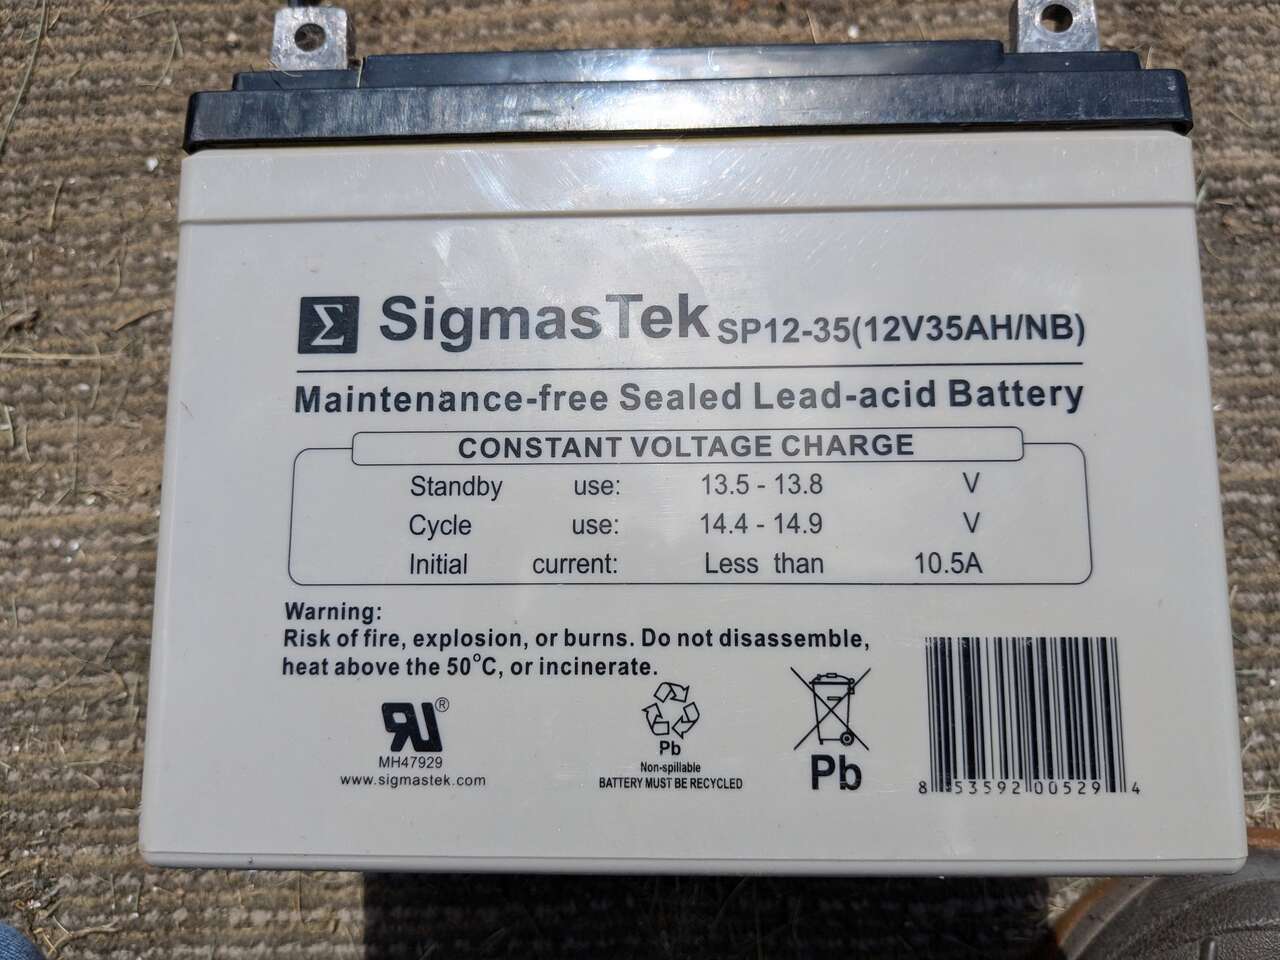 Σ SigmasTek SP12-35(12V35AH/NB)
Maintenance-free Sealed Lead-acid Battery
CONSTANT VOLTAGE CHARGE
Standby use: 13.5 - 13.8 V
Cycle use: 14.4 - 14.9 V
Initial current: Less than 10.5A
Warning:
Risk of fire, explosion, or burns. Do not disassemble,
heat above the 50°C, or incinerate.
RU®
MH47929
www.sigmastek.com
Pb
Non-spillable
BATTERY MUST BE RECYCLED
Pb
8 53592 00529 4